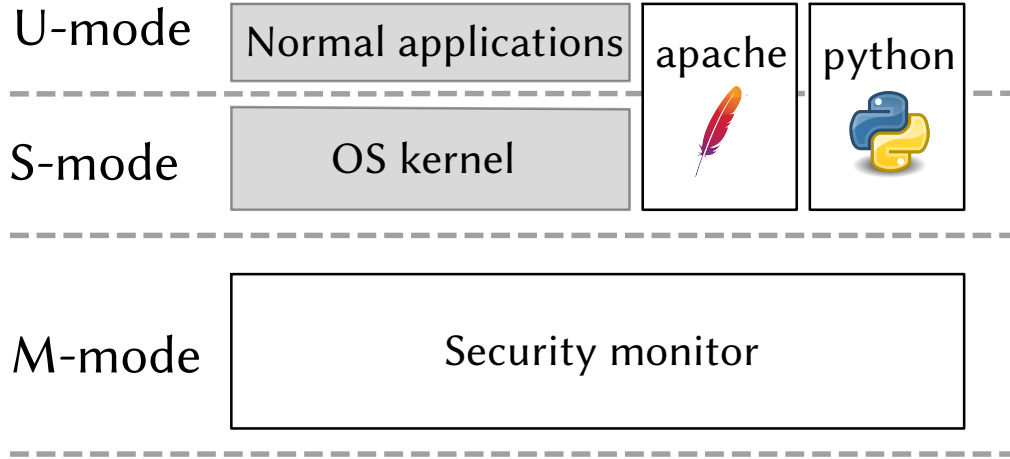 U-mode
Normal applications
apache
python
S-mode
OS kernel
M-mode
Security monitor